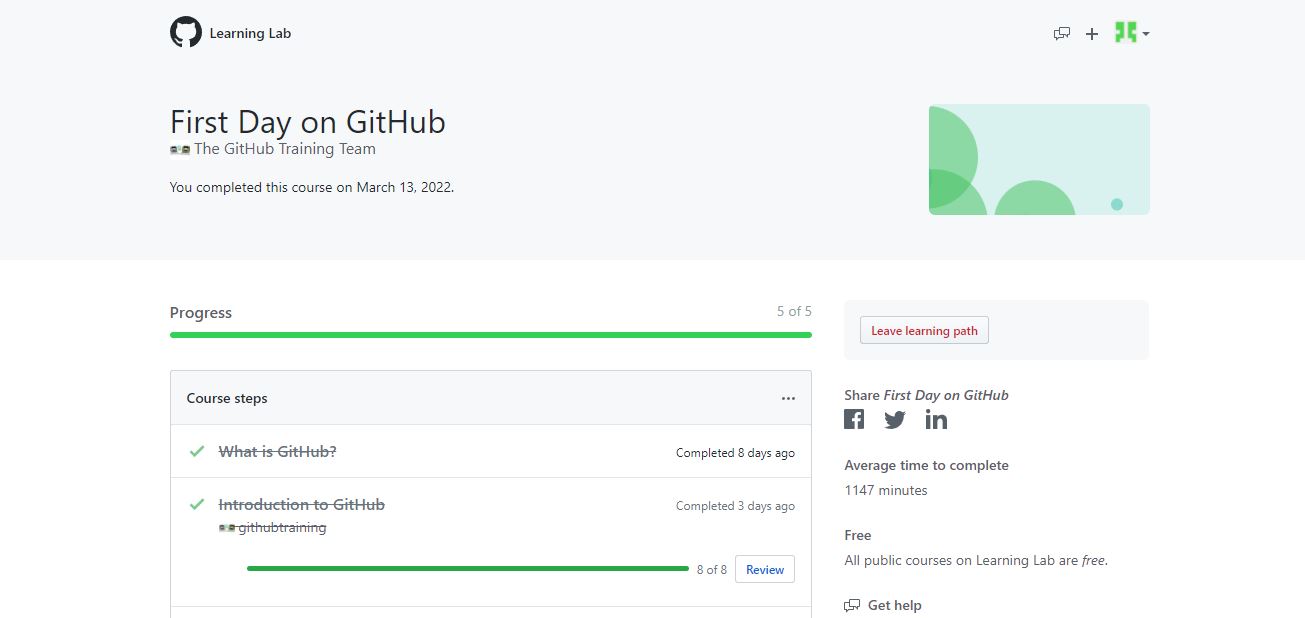 Learning Lab
First Day on GitHub
The GitHub Training Team
You completed this course on March 13, 2022.
Progress
5 of 5
Course steps
What is GitHub?
Completed 8 days ago
Introduction to GitHub
Completed 3 days ago
githubtraining
8 of 8
Review
Leave learning path
Share First Day on GitHub
Average time to complete
1147 minutes
Free
All public courses on Learning Lab are free.
Get help